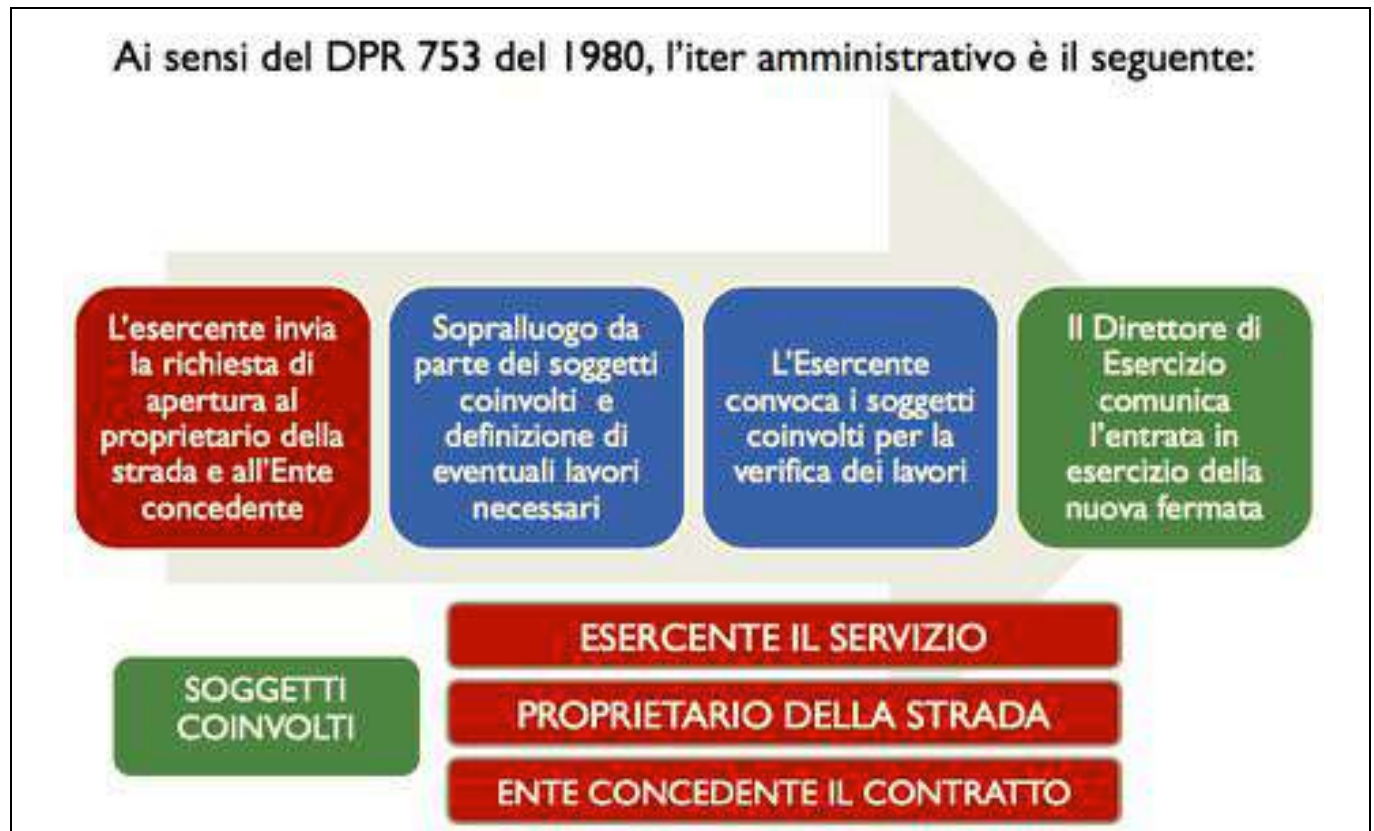 Ai sensi del DPR 753 del 1980, l'iter amministrativo è il seguente:
L'esercente invia
la richiesta di
apertura al
proprietario della
strada e all'Ente
concedente
Sopralluogo da
parte dei soggetti
coinvolti e
definizione di
eventuali lavori
necessari
L'Esercente
convoca i soggetti
coinvolti per la
verifica dei lavori
Il Direttore di
Esercizio
comunica
l'entrata in
esercizio della
nuova fermata
SOGGETTI
COINVOLTI
ESERCENTE IL SERVIZIO
PROPRIETARIO DELLA STRADA
ENTE CONCEDENTE IL CONTRATTO